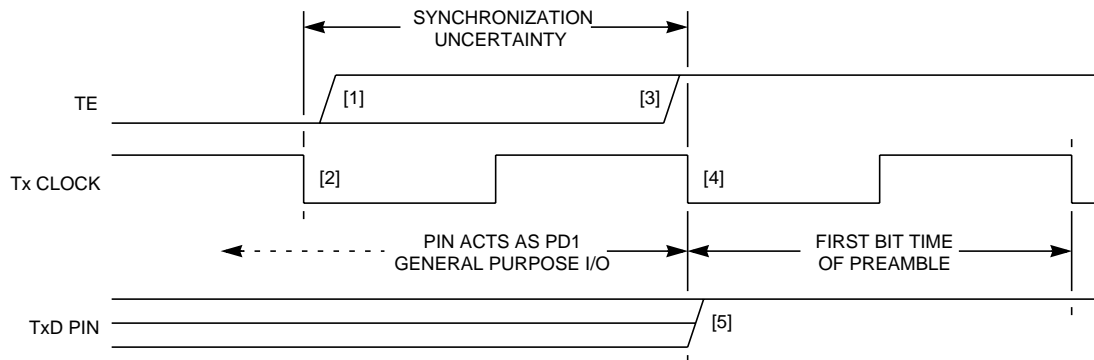 SYNCHRONIZATION
UNCERTAINTY
TE
[1]
[3]
Tx CLOCK
[2]
[4]
PIN ACTS AS PD1
GENERAL PURPOSE I/O
FIRST BIT TIME
OF PREAMBLE
TxD PIN
[5]